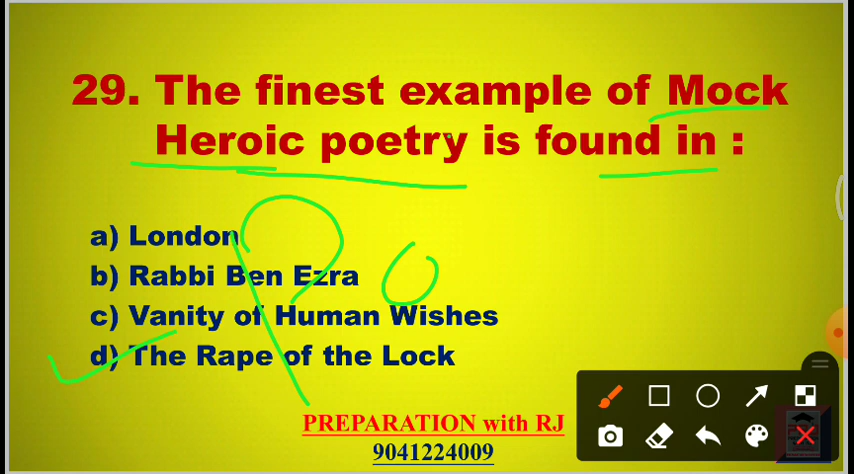 29. The finest example of Mock
Heroic poetry is found in :
a) London
b) Rabbi Ben Ezra
c) Vanity of Human Wishes
d) The Rape of the Lock
PREPARATION with RJ
9041224009